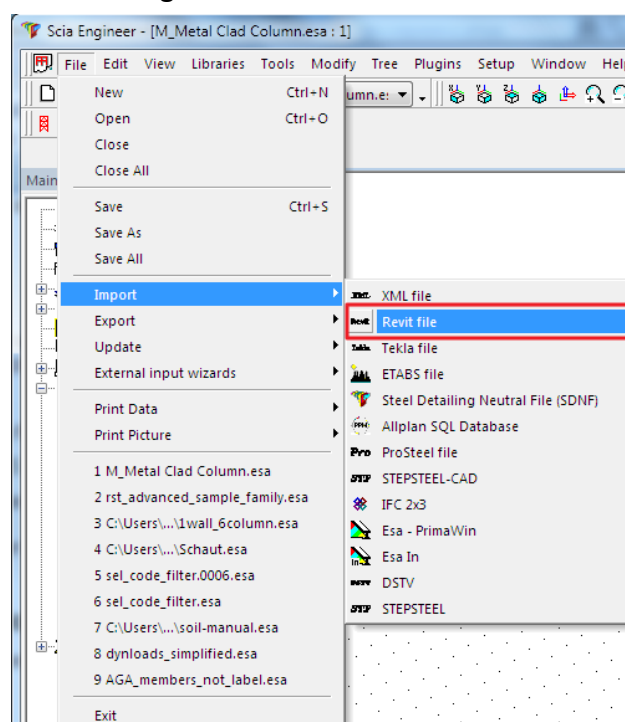 Scia Engineer - [M_Metal Clad Column.esa : 1]
File Edit View Libraries Tools Modify Tree Plugins Setup Window Help
New Ctrl+N
umn.e:
Open Ctrl+O
Close
Close All
Main
Save Ctrl+S
Save As
Save All
Import
XML file
Export
Revit file
Update
Tekla file
External input wizards
ETABS file
Steel Detailing Neutral File (SDNF)
Print Data
Allplan SQL Database
Print Picture
Pro ProSteel file
1 M_Metal Clad Column.esa
STEP STEPSTEEL-CAD
2 rst_advanced_sample_family.esa
IFC 2x3
3 C:\Users\...\1wall_6column.esa
Esa - PrimaWin
4 C:\Users\...\Schaut.esa
Esa In
5 sel_code_filter.0006.esa
DSTV
6 sel_code_filter.esa
STEP STEPSTEEL
7 C:\Users\...\soil-manual.esa
8 dynloads_simplified.esa
9 AGA_members_not_label.esa
Exit